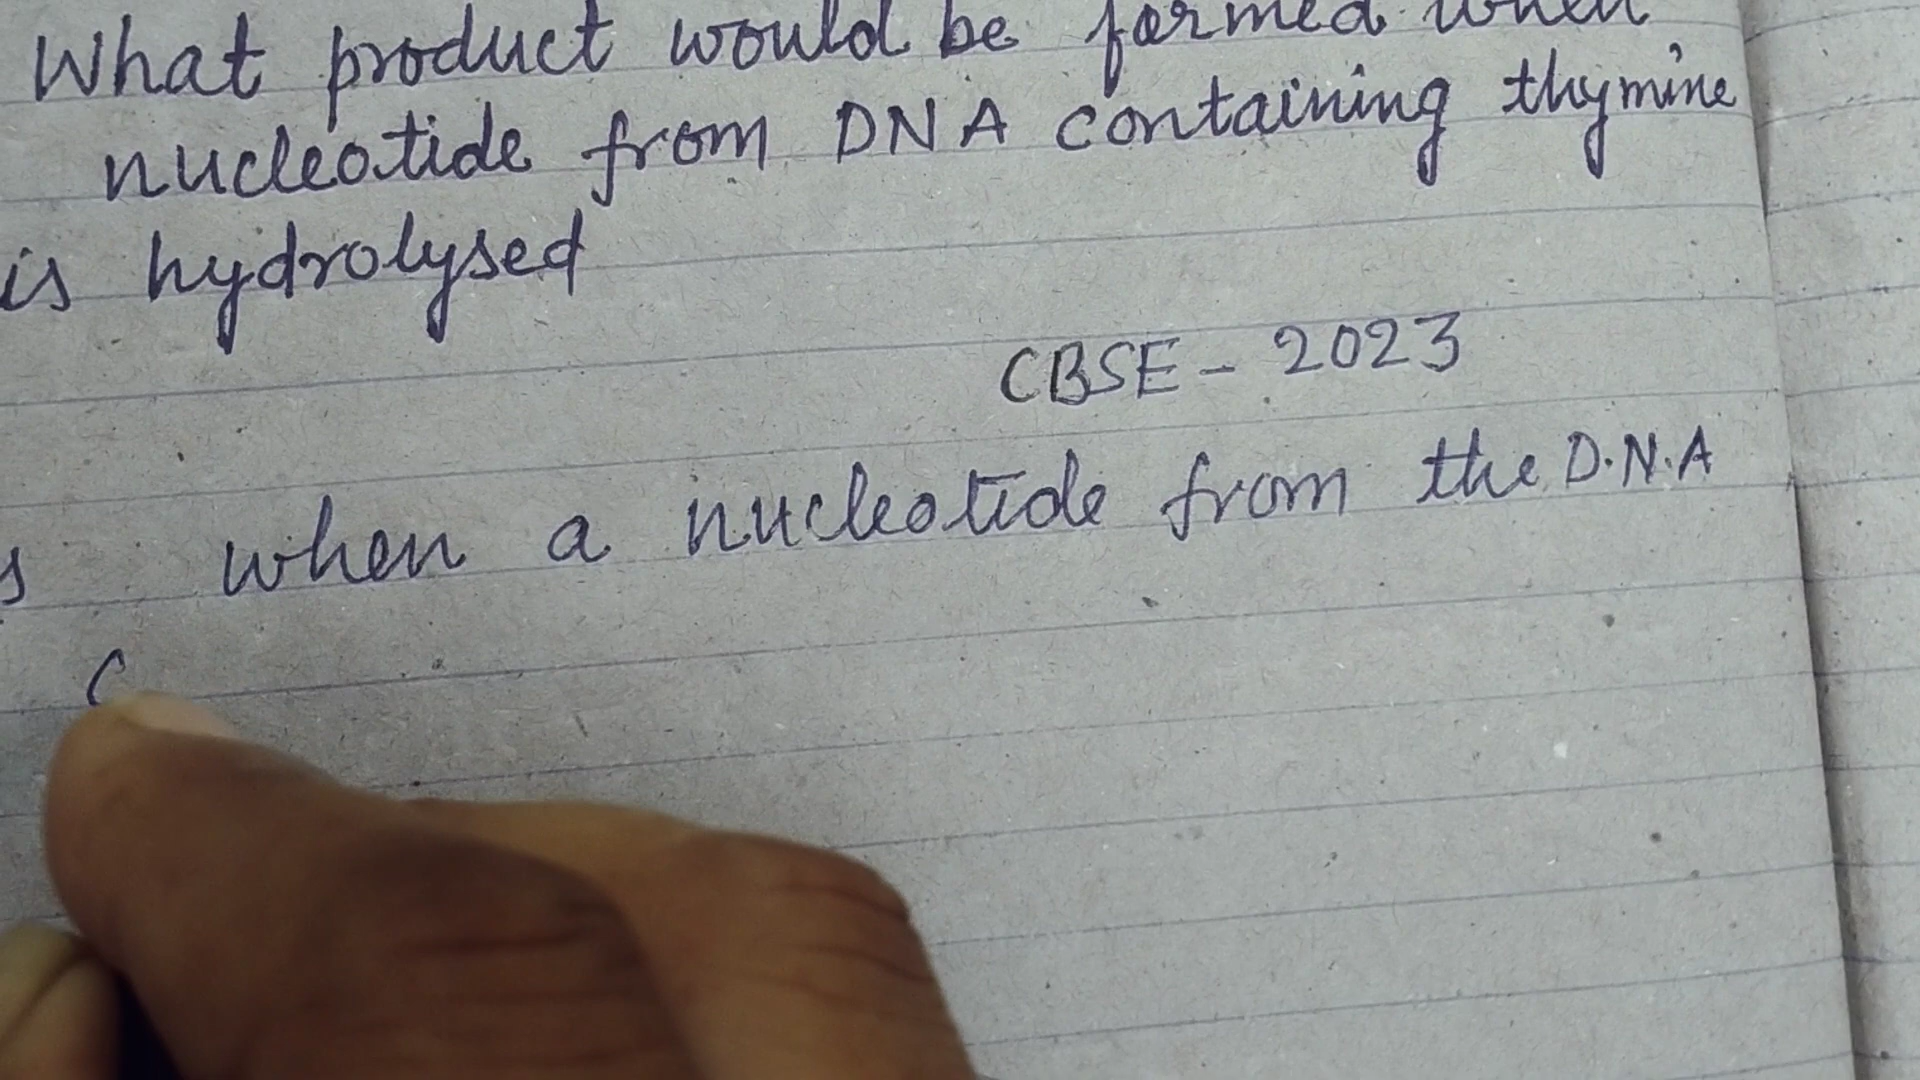 What product would be formed when
nucleotide from DNA containing thymine
is hydrolysed
CBSE - 2023
when a nucleotide from the D.N.A